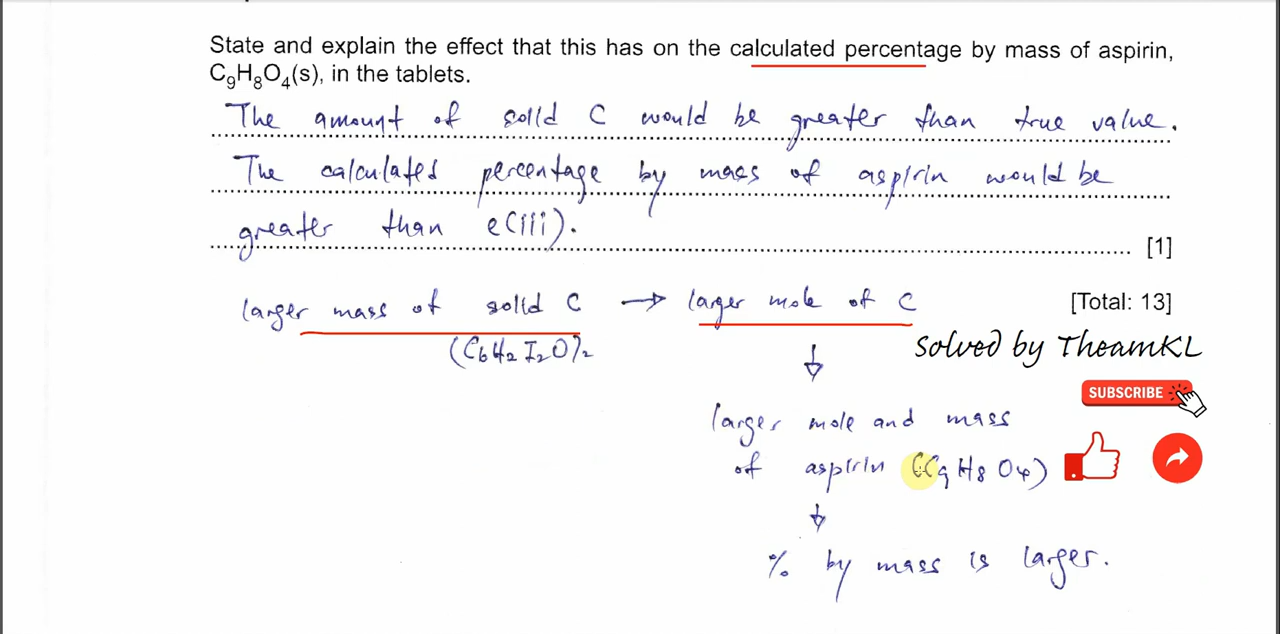 State and explain the effect that this has on the calculated percentage by mass of aspirin,
C₉H₈O₄(s), in the tablets.
The amount of solid C would be greater than true value.
The calculated percentage by mass of aspirin would be
greater than e(iii).
[1]
larger mass of solid C → larger mole of C
[Total: 13]
(C₆H₂I₂O)₂
Solved by TheamKL
↓
SUBSCRIBE
larger mole and mass
of aspirin (C₉H₈O₄)
↓
% by mass is larger.